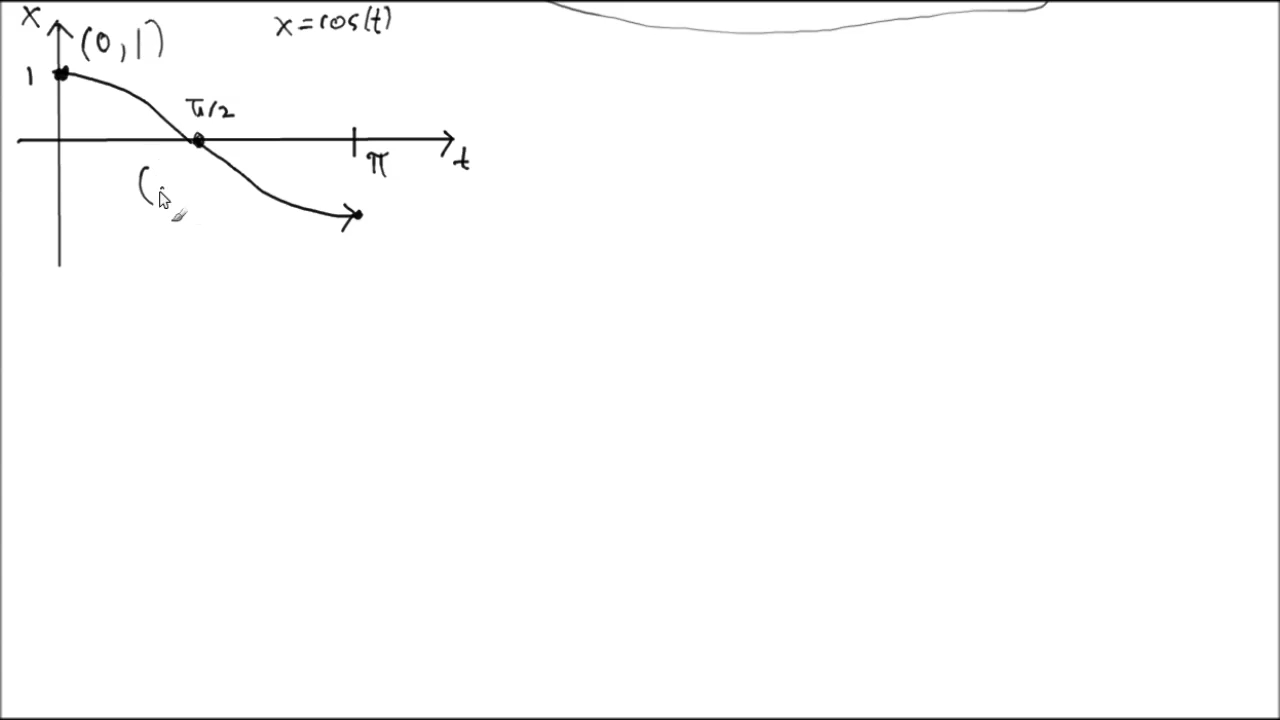 x
(0,1)
x=cos(t)
1
π/2
π
t
(